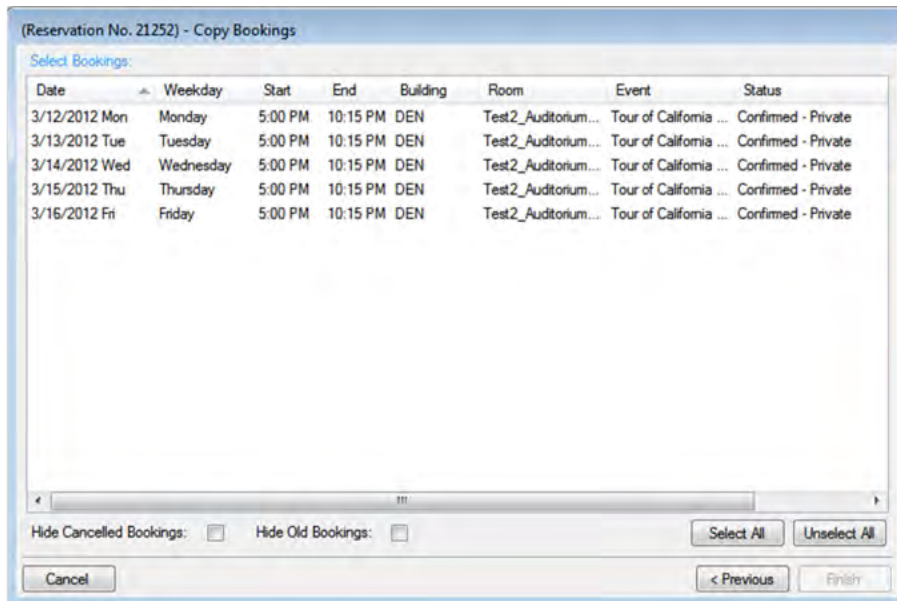 (Reservation No. 21252) - Copy Bookings
Select Bookings:
Date Weekday Start End Building Room Event Status
3/12/2012 Mon Monday 5:00 PM 10:15 PM DEN Test2_Auditorium... Tour of California ... Confirmed - Private
3/13/2012 Tue Tuesday 5:00 PM 10:15 PM DEN Test2_Auditorium... Tour of California ... Confirmed - Private
3/14/2012 Wed Wednesday 5:00 PM 10:15 PM DEN Test2_Auditorium... Tour of California ... Confirmed - Private
3/15/2012 Thu Thursday 5:00 PM 10:15 PM DEN Test2_Auditorium... Tour of California ... Confirmed - Private
3/16/2012 Fri Friday 5:00 PM 10:15 PM DEN Test2_Auditorium... Tour of California ... Confirmed - Private
Hide Cancelled Bookings: Hide Old Bookings: Select All Unselect All
Cancel < Previous Finish